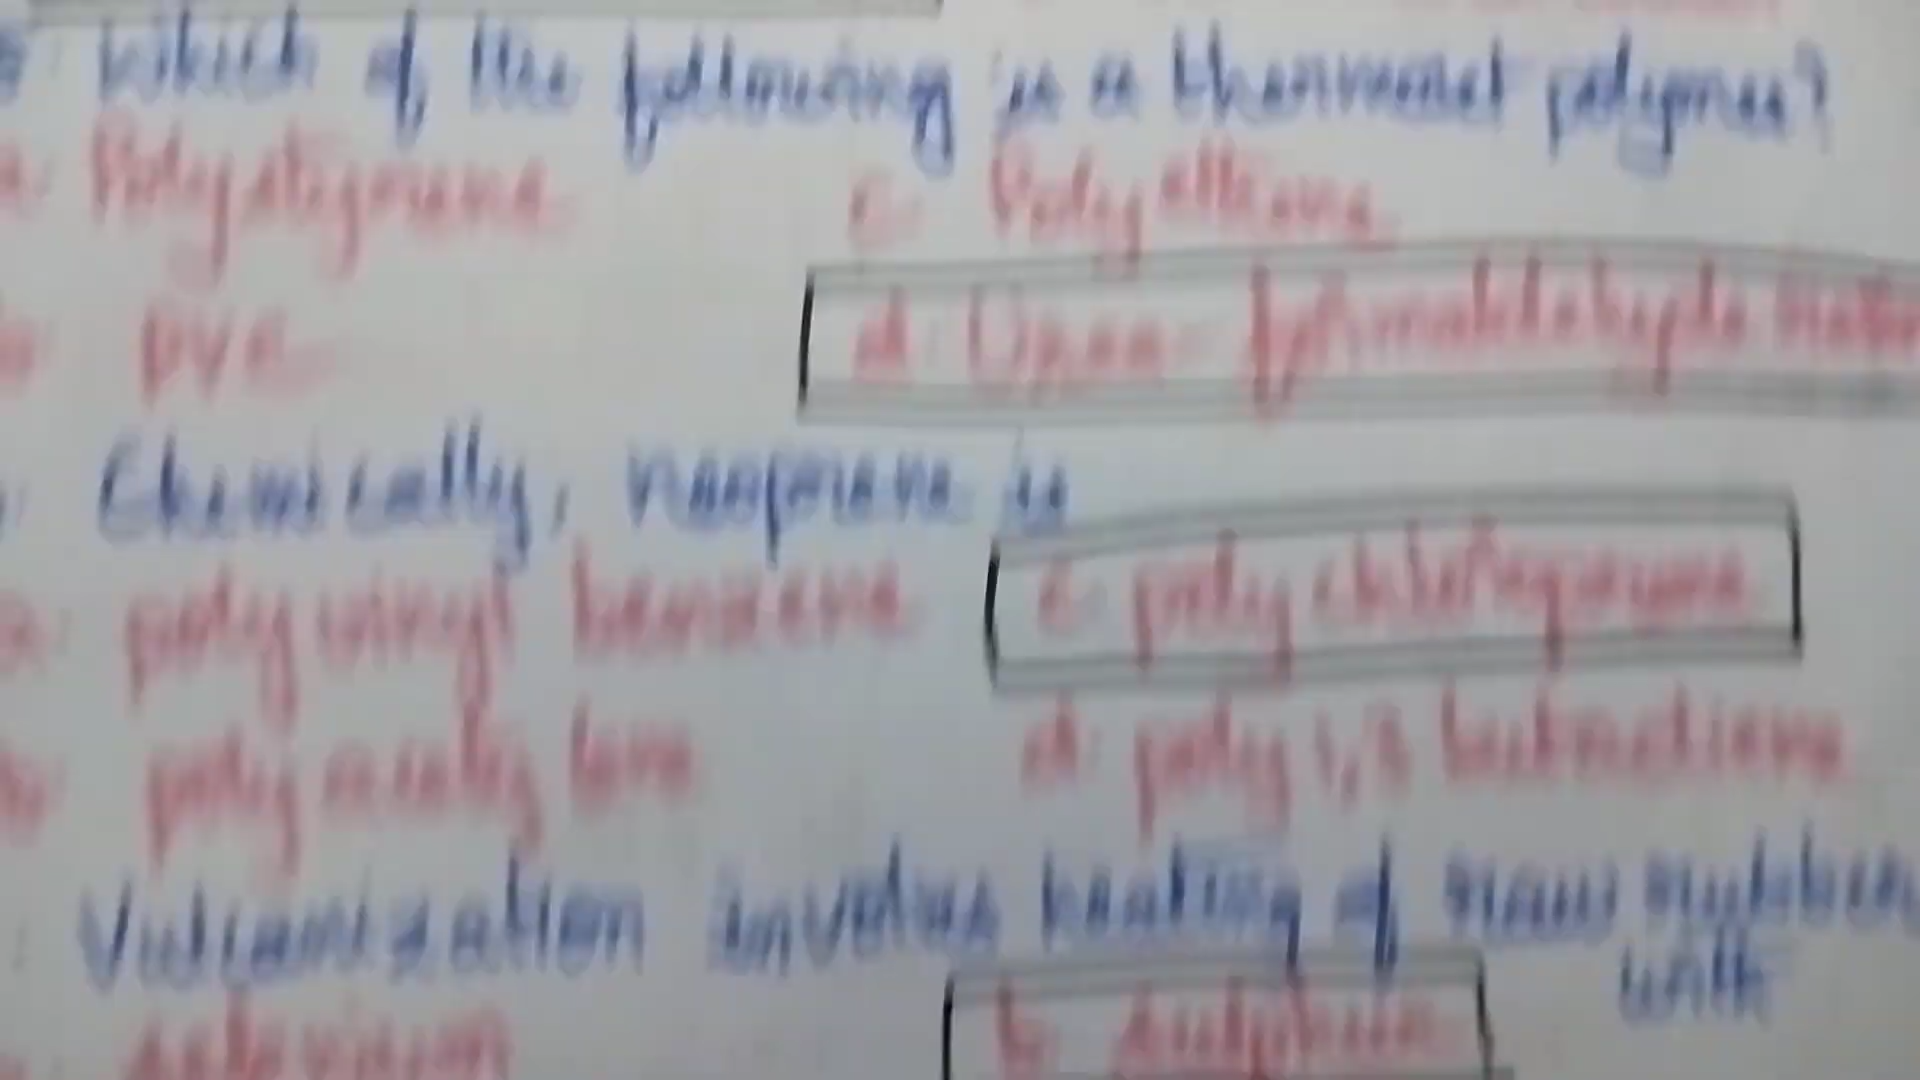 Which of the following is a thermoset polymer?
a. Polystyrene
c. Polythene
b. PVC
d. Urea-formaldehyde
Chemically, neoprene is
a. polyvinyl benzene
c. polychloroprene
b. polyacetylene
d. poly 1,3 butadiene
Vulcanization involves heating of raw rubber
with
selenium
b. sulphur